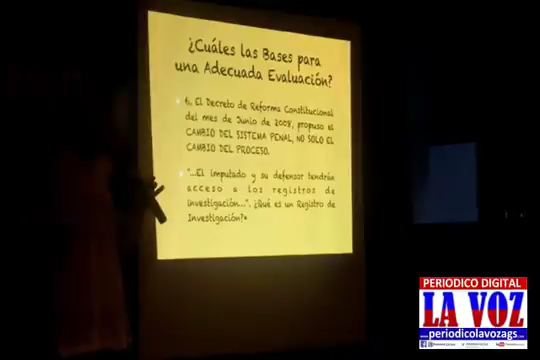 ¿Cuáles las Bases para
una Adecuada Evaluación?
6. El Decreto de Reforma Constitucional
del mes de Junio de 2008, propuso el
CAMBIO DEL SISTEMA PENAL, NO SOLO EL
CAMBIO DEL PROCESO.
"...El Imputado y su defensor tendrán
acceso a los registros de
investigación...". ¿Qué es un Registro de
Investigación?*
PERIODICO DIGITAL
LA VOZ
periodicolavozags.com